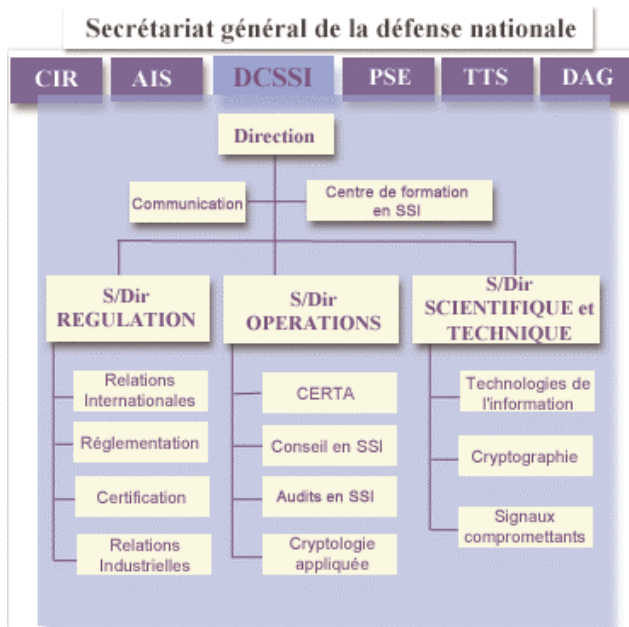 Secrétariat général de la défense nationale
CIR
AIS
DCSSI
PSE
TTS
DAG
Direction
Communication
Centre de formation
en SSI
S/Dir
REGULATION
S/Dir
OPERATIONS
S/Dir
SCIENTIFIQUE et
TECHNIQUE
Relations
Internationales
Réglementation
Certification
Relations
Industrielles
CERTA
Conseil en SSI
Audits en SSI
Cryptologie
appliquée
Technologies de
l'information
Cryptographie
Signaux
compromettants